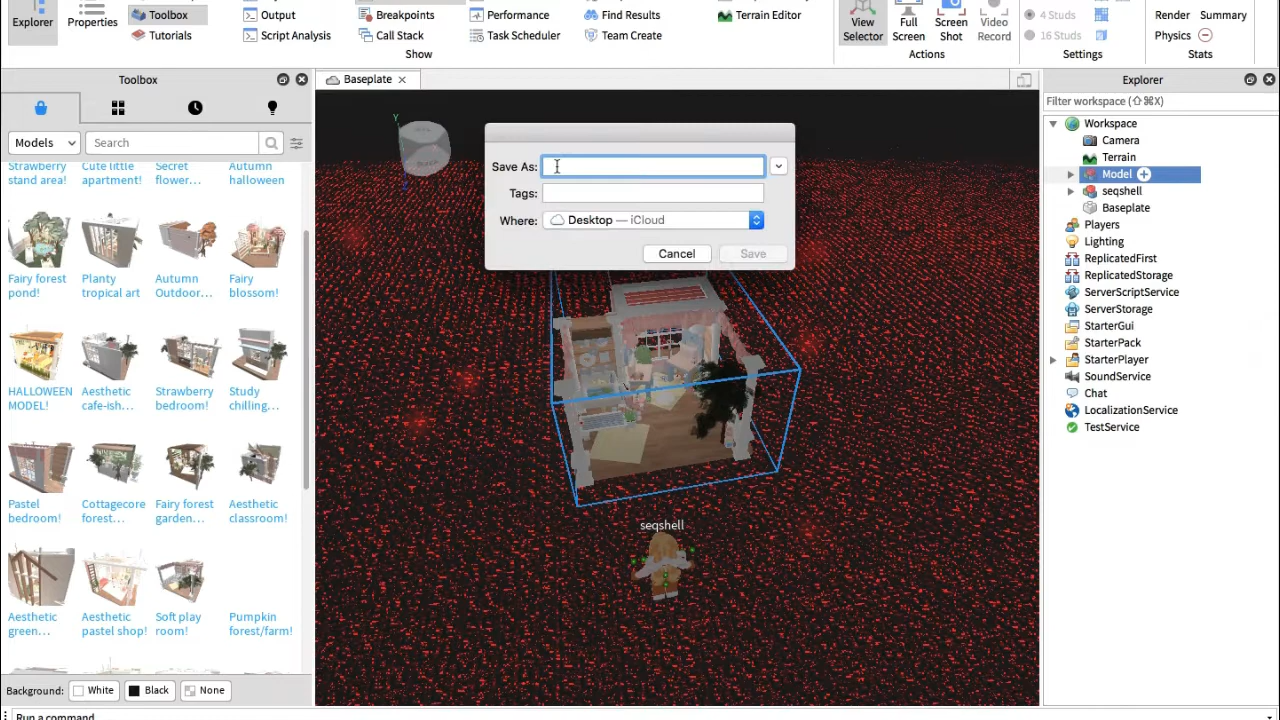 Explorer
Properties
Toolbox
Tutorials
Output
Script Analysis
Breakpoints
Call Stack
Performance
Task Scheduler
Find Results
Team Create
Terrain Editor
Show
View
Selector
Full
Screen
Screen
Shot
Video
Record
Actions
4 Studs
16 Studs
Settings
Render
Summary
Physics
Stats
Toolbox
Models
Search
Strawberry
stand area!
Cute little
apartment!
Secret
flower…
Autumn
halloween
Fairy forest
pond!
Planty
tropical art
Autumn
Outdoor…
Fairy
blossom!
HALLOWEEN
MODEL!
Aesthetic
cafe-ish…
Strawberry
bedroom!
Study
chilling…
Pastel
bedroom!
Cottagecore
forest…
Fairy forest
garden…
Aesthetic
classroom!
Aesthetic
green…
Aesthetic
pastel shop!
Soft play
room!
Pumpkin
forest/farm!
Background:
White
Black
None
Run a command
Baseplate
Y
Save As:
Tags:
Where:
Desktop — iCloud
Cancel
Save
seqshell
Explorer
Filter workspace (⇧⌘X)
Workspace
Camera
Terrain
Model
seqshell
Baseplate
Players
Lighting
ReplicatedFirst
ReplicatedStorage
ServerScriptService
ServerStorage
StarterGui
StarterPack
StarterPlayer
SoundService
Chat
LocalizationService
TestService